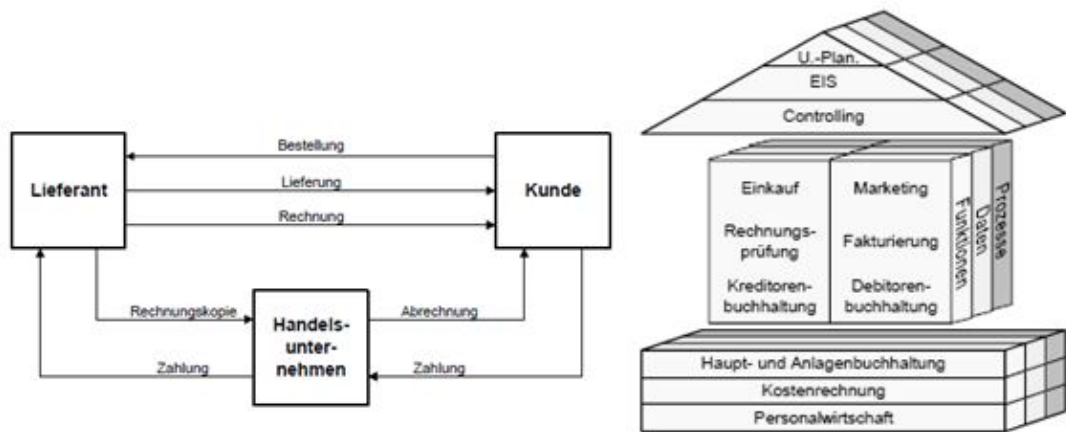 Bestellung
Lieferant
Lieferung
Kunde
Rechnung
Rechnungskopie
Handels-
unter-
nehmen
Abrechnung
Zahlung
Zahlung
U.-Plan.
EIS
Controlling
Einkauf
Rechnungs-
prüfung
Kreditoren-
buchhaltung
Marketing
Fakturierung
Debitoren-
buchhaltung
Funktionen
Daten
Prozesse
Haupt- und Anlagenbuchhaltung
Kostenrechnung
Personalwirtschaft